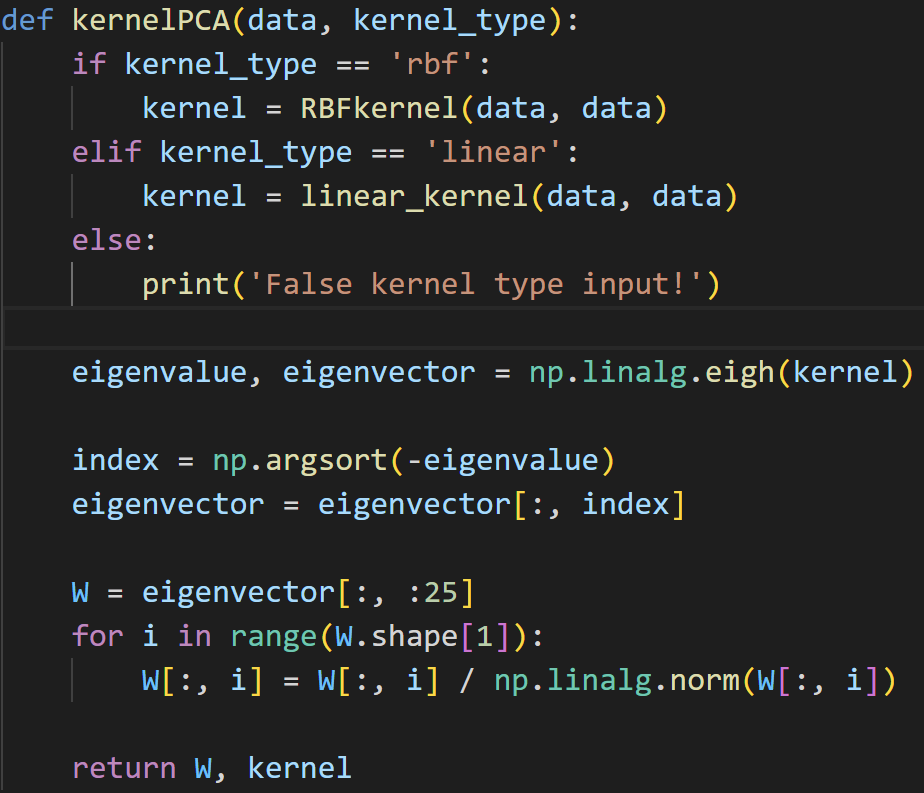 def kernelPCA(data, kernel_type):
    if kernel_type == 'rbf':
        kernel = RBFkernel(data, data)
    elif kernel_type == 'linear':
        kernel = linear_kernel(data, data)
    else:
        print('False kernel type input!')
    eigenvalue, eigenvector = np.linalg.eigh(kernel)
    index = np.argsort(-eigenvalue)
    eigenvector = eigenvector[:, index]
    W = eigenvector[:, :25]
    for i in range(W.shape[1]):
        W[:, i] = W[:, i] / np.linalg.norm(W[:, i])
    return W, kernel